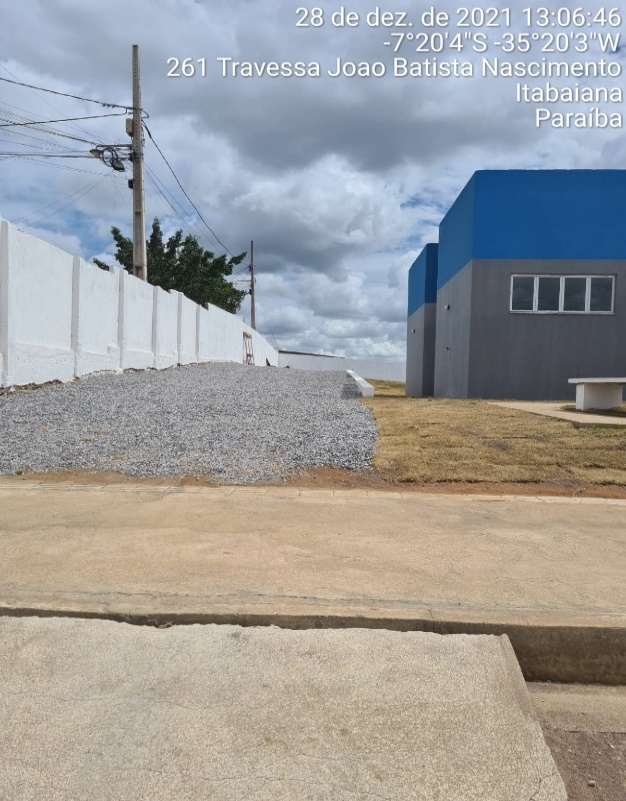 28 de dez. de 2021 13:06:46
-7°20'4"S -35°20'3"W
261 Travessa Joao Batista Nascimento
Itabaiana
Paraíba